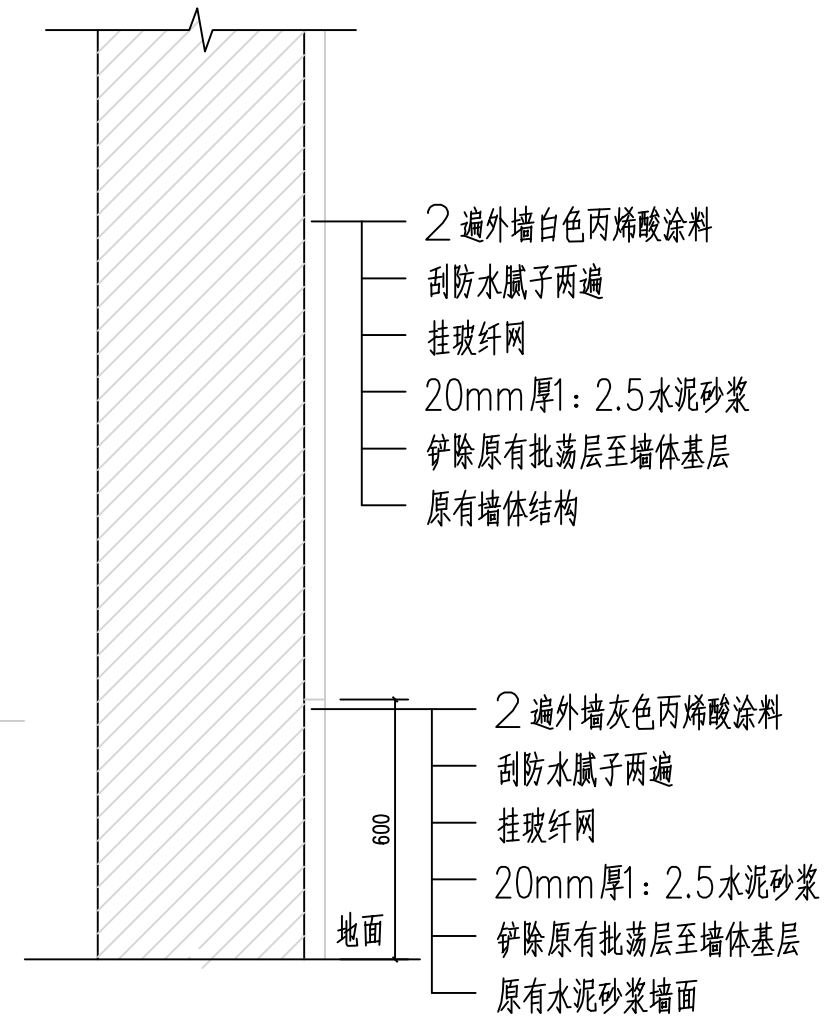 2遍外墙白色丙烯酸涂料
刮防水腻子两遍
挂玻纤网
20mm厚1：2.5水泥砂浆
铲除原有批荡层至墙体基层
原有墙体结构
2遍外墙灰色丙烯酸涂料
刮防水腻子两遍
挂玻纤网
600
20mm厚1：2.5水泥砂浆
地面
铲除原有批荡层至墙体基层
原有水泥砂浆墙面